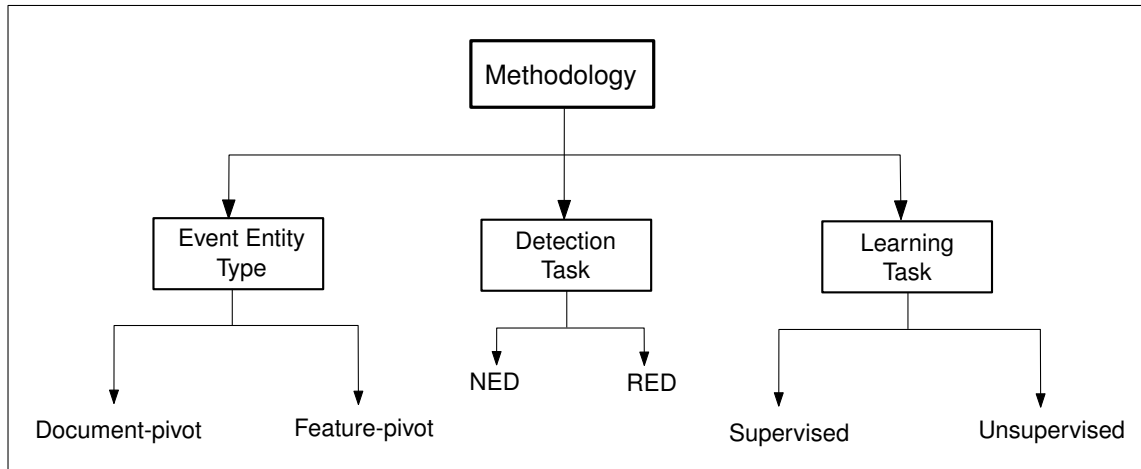 Methodology
Event Entity
Type
Detection
Task
Learning
Task
NED
RED
Document-pivot
Feature-pivot
Supervised
Unsupervised